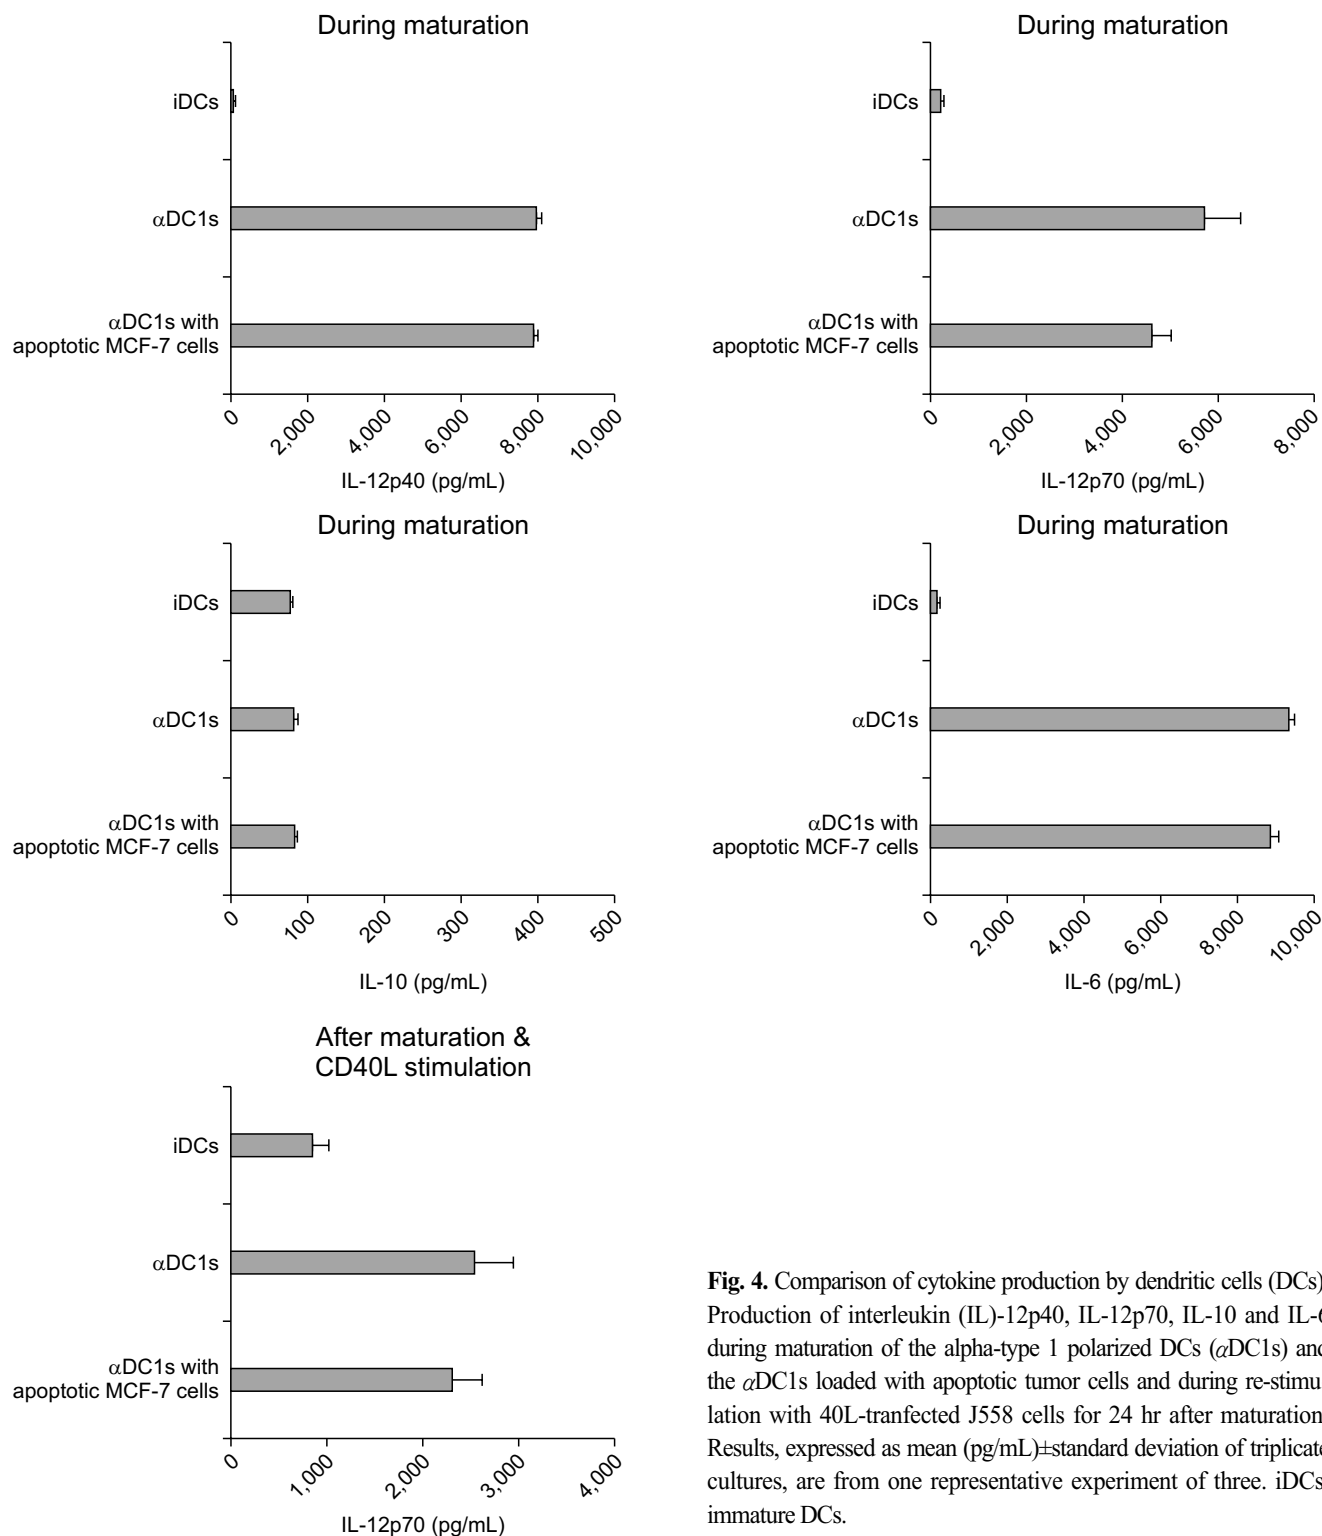 During maturation
iDCs
αDC1s
αDC1s with
apoptotic MCF-7 cells
0
2,000
4,000
6,000
8,000
10,000
IL-12p40 (pg/mL)
During maturation
iDCs
αDC1s
αDC1s with
apoptotic MCF-7 cells
0
2,000
4,000
6,000
8,000
IL-12p70 (pg/mL)
During maturation
iDCs
αDC1s
αDC1s with
apoptotic MCF-7 cells
0
100
200
300
400
500
IL-10 (pg/mL)
During maturation
iDCs
αDC1s
αDC1s with
apoptotic MCF-7 cells
0
2,000
4,000
6,000
8,000
10,000
IL-6 (pg/mL)
After maturation &
CD40L stimulation
iDCs
αDC1s
αDC1s with
apoptotic MCF-7 cells
0
1,000
2,000
3,000
4,000
IL-12p70 (pg/mL)
Fig. 4. Comparison of cytokine production by dendritic cells (DCs)
Production of interleukin (IL)-12p40, IL-12p70, IL-10 and IL-6
during maturation of the alpha-type 1 polarized DCs (αDC1s) and
the αDC1s loaded with apoptotic tumor cells and during re-stimu
lation with 40L-tranfected J558 cells for 24 hr after maturation
Results, expressed as mean (pg/mL)±standard deviation of triplicate
cultures, are from one representative experiment of three. iDCs
immature DCs.